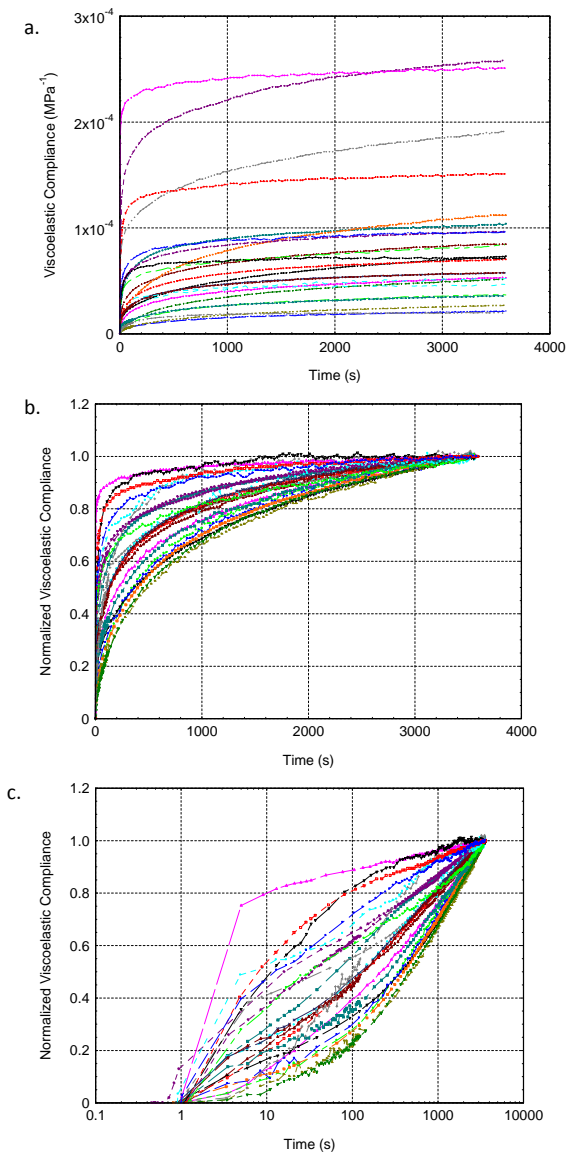 a.
3x10-4
2x10-4
1x10-4
0
Viscoelastic Compliance (MPa-1)
0 1000 2000 3000 4000
Time (s)
b.
1.2
1.0
0.8
0.6
0.4
0.2
0
Normalized Viscoelastic Compliance
0 1000 2000 3000 4000
Time (s)
c.
1.2
1.0
0.8
0.6
0.4
0.2
0
Normalized Viscoelastic Compliance
0.1 1 10 100 1000 10000
Time (s)